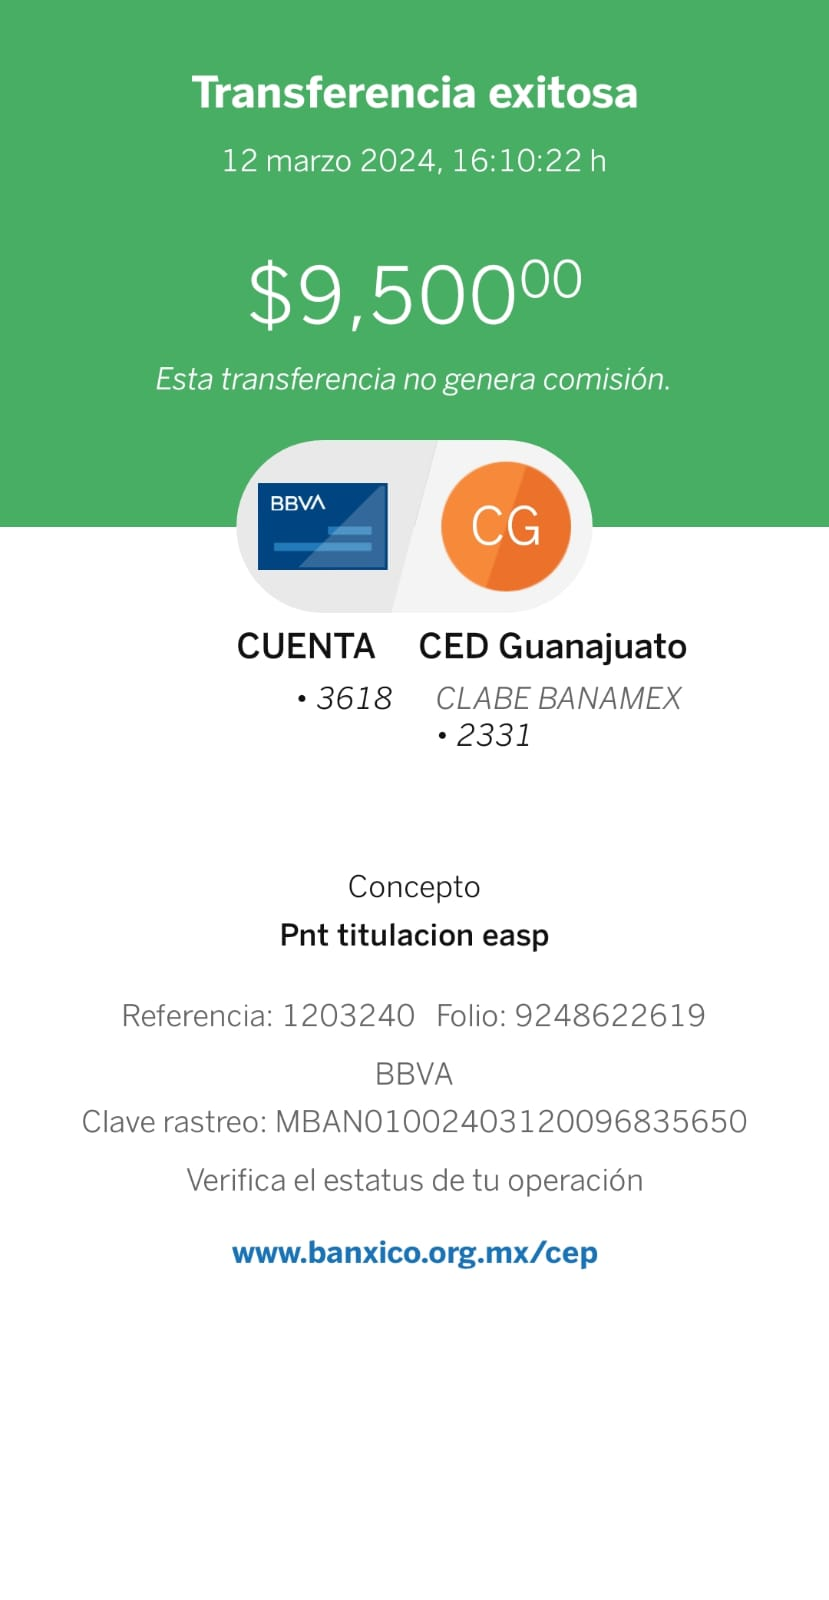 Transferencia exitosa
12 marzo 2024, 16:10:22 h
$9,50000
Esta transferencia no genera comisión.
BBVA
CG
CUENTA
• 3618
CED Guanajuato
CLABE BANAMEX
• 2331
Concepto
Pnt titulacion easp
Referencia: 1203240 Folio: 9248622619
BBVA
Clave rastreo: MBAN01002403120096835650
Verifica el estatus de tu operación
www.banxico.org.mx/cep